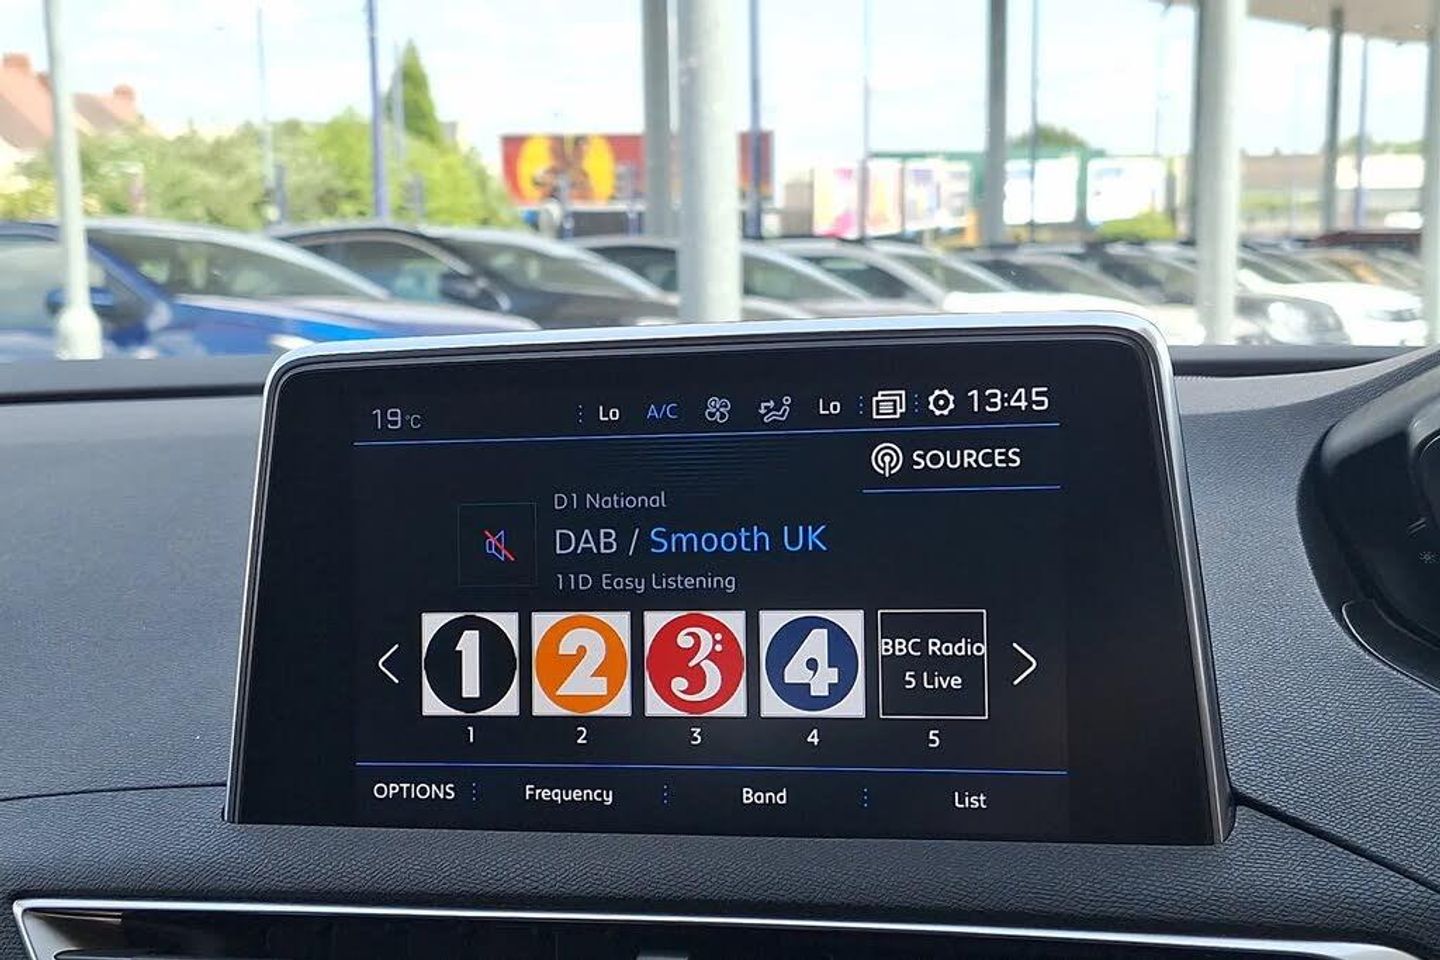 19°C Lo A/C Lo 13:45
SOURCES
D1 National
DAB / Smooth UK
11D Easy Listening
1 2 3 4 BBC Radio
5 Live
1 2 3 4 5
OPTIONS Frequency Band List